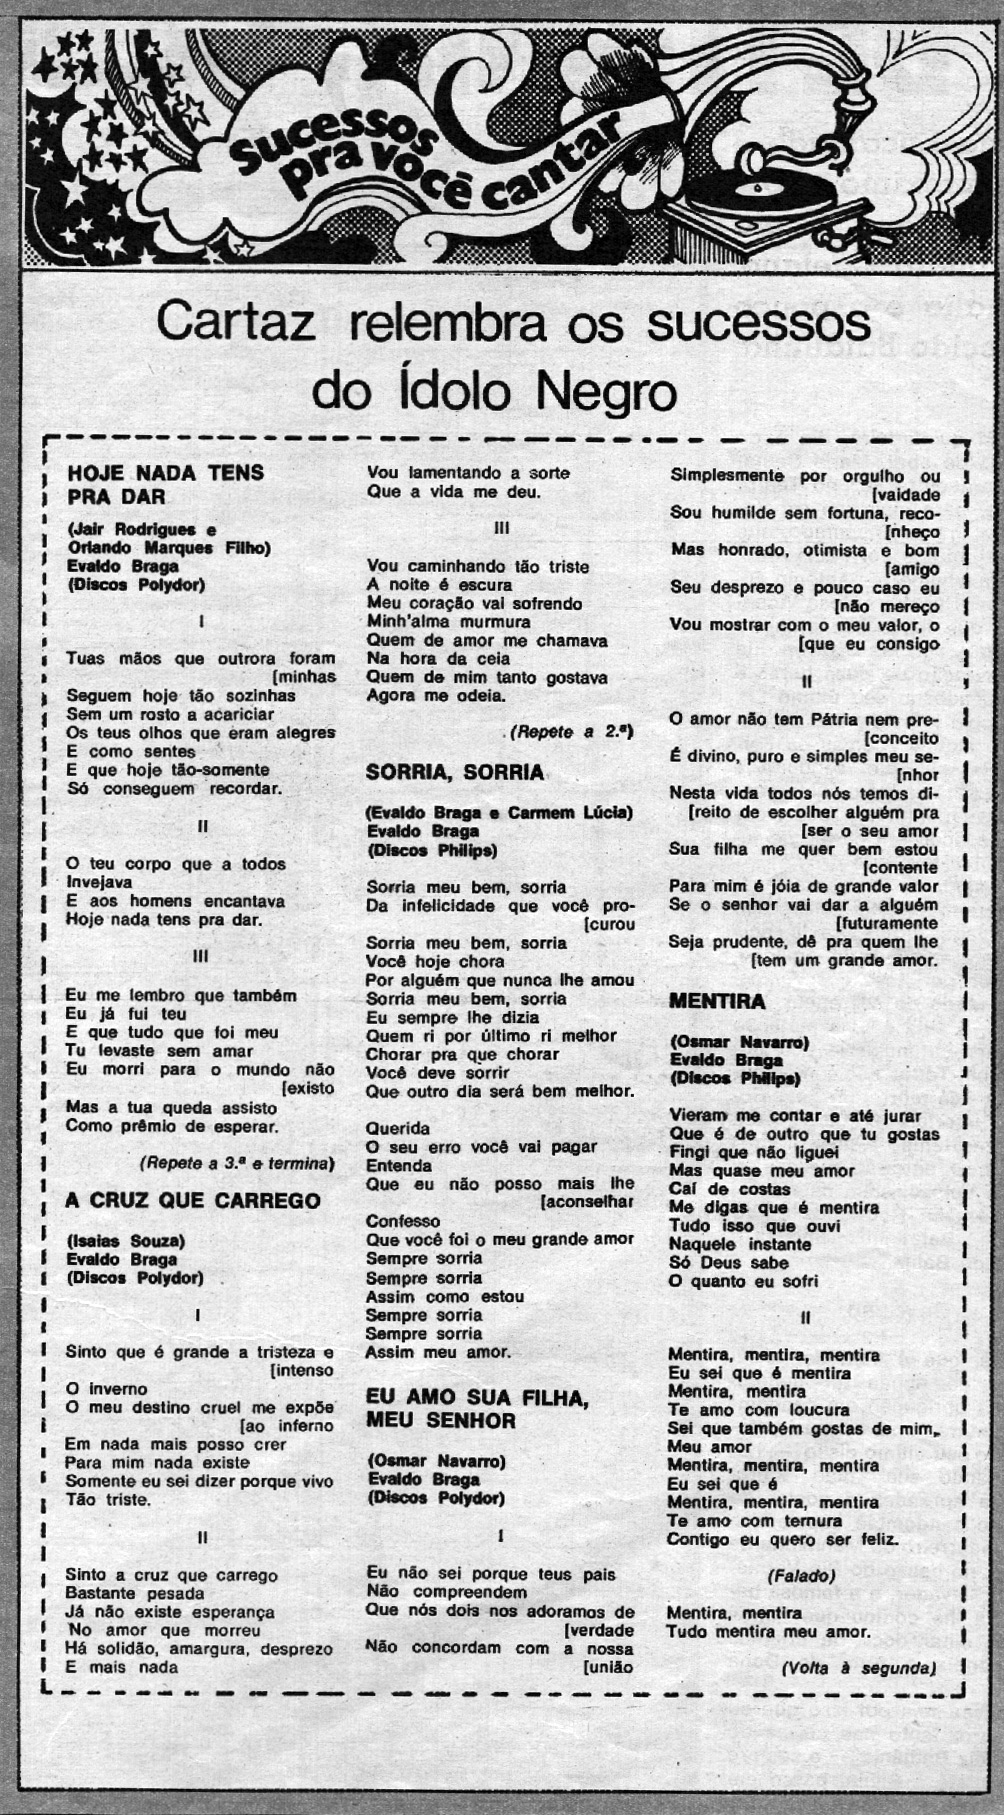 Sucessos
pra você cantar
Cartaz relembra os sucessos
do Ídolo Negro
HOJE NADA TENS
PRA DAR
(Jair Rodrigues e
Orlando Marques Filho)
Evaldo Braga
(Discos Polydor)
I
Tuas mãos que outrora foram
[minhas
Seguem hoje tão sozinhas
Sem um rosto a acariciar
Os teus olhos que eram alegres
E como sentes
E que hoje tão-somente
Só conseguem recordar.
II
O teu corpo que a todos
Invejava
E aos homens encantava
Hoje nada tens pra dar.
III
Eu me lembro que também
Eu já fui teu
E que tudo que foi meu
Tu levaste sem amar
Eu morri para o mundo não
[existo
Mas a tua queda assisto
Como prêmio de esperar.
(Repete a 3.ª e termina)
A CRUZ QUE CARREGO
(Isaias Souza)
Evaldo Braga
(Discos Polydor)
I
Sinto que é grande a tristeza e
[intenso
O inverno
O meu destino cruel me expõe
[ao inferno
Em nada mais posso crer
Para mim nada existe
Somente eu sei dizer porque vivo
Tão triste.
II
Sinto a cruz que carrego
Bastante pesada
Já não existe esperança
No amor que morreu
Há solidão, amargura, desprezo
E mais nada
Vou lamentando a sorte
Que a vida me deu.
III
Vou caminhando tão triste
A noite é escura
Meu coração vai sofrendo
Minh'alma murmura
Quem de amor me chamava
Na hora da ceia
Quem de mim tanto gostava
Agora me odeia.
(Repete a 2.ª)
SORRIA, SORRIA
(Evaldo Braga e Carmem Lúcia)
Evaldo Braga
(Discos Philips)
Sorria meu bem, sorria
Da infelicidade que você pro-
[curou
Sorria meu bem, sorria
Você hoje chora
Por alguém que nunca lhe amou
Sorria meu bem, sorria
Eu sempre lhe dizia
Quem ri por último ri melhor
Chorar pra que chorar
Você deve sorrir
Que outro dia será bem melhor.
Querida
O seu erro você vai pagar
Entenda
Que eu não posso mais lhe
[aconselhar
Confesso
Que você foi o meu grande amor
Sempre sorria
Sempre sorria
Assim como estou
Sempre sorria
Sempre sorria
Assim meu amor.
EU AMO SUA FILHA,
MEU SENHOR
(Osmar Navarro)
Evaldo Braga
(Discos Polydor)
I
Eu não sei porque teus pais
Não compreendem
Que nós dois nos adoramos de
[verdade
Não concordam com a nossa
[união
Simplesmente por orgulho ou
[vaidade
Sou humilde sem fortuna, reco-
[nheço
Mas honrado, otimista e bom
[amigo
Seu desprezo e pouco caso eu
[não mereço
Vou mostrar com o meu valor, o
[que eu consigo
II
O amor não tem Pátria nem pre-
[conceito
É divino, puro e simples meu se-
[nhor
Nesta vida todos nós temos di-
[reito de escolher alguém pra
[ser o seu amor
Sua filha me quer bem estou
[contente
Para mim é jóia de grande valor
Se o senhor vai dar a alguém
[futuramente
Seja prudente, dê pra quem lhe
[tem um grande amor.
MENTIRA
(Osmar Navarro)
Evaldo Braga
(Discos Philips)
Vieram me contar e até jurar
Que é de outro que tu gostas
Fingi que não liguei
Mas quase meu amor
Caí de costas
Me digas que é mentira
Tudo isso que ouvi
Naquele instante
Só Deus sabe
O quanto eu sofri
II
Mentira, mentira, mentira
Eu sei que é mentira
Mentira, mentira
Te amo com loucura
Sei que também gostas de mim,
Meu amor
Mentira, mentira, mentira
Eu sei que é
Mentira, mentira, mentira
Te amo com ternura
Contigo eu quero ser feliz.
(Falado)
Mentira, mentira
Tudo mentira meu amor.
(Volta à segunda)